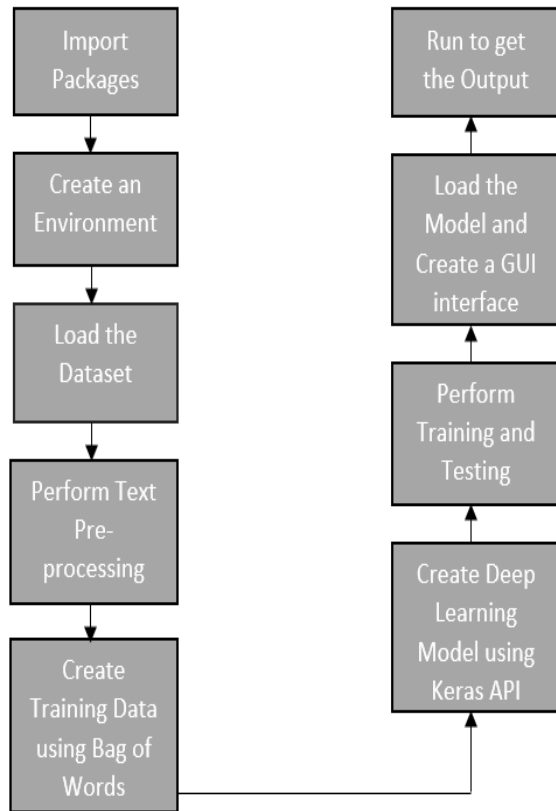 Import
Packages
Create an
Environment
Load the
Dataset
Perform Text
Pre-
processing
Create
Training Data
using Bag of
Words
Create Deep
Learning
Model using
Keras API
Perform
Training and
Testing
Load the
Model and
Create a GUI
interface
Run to get
the Output